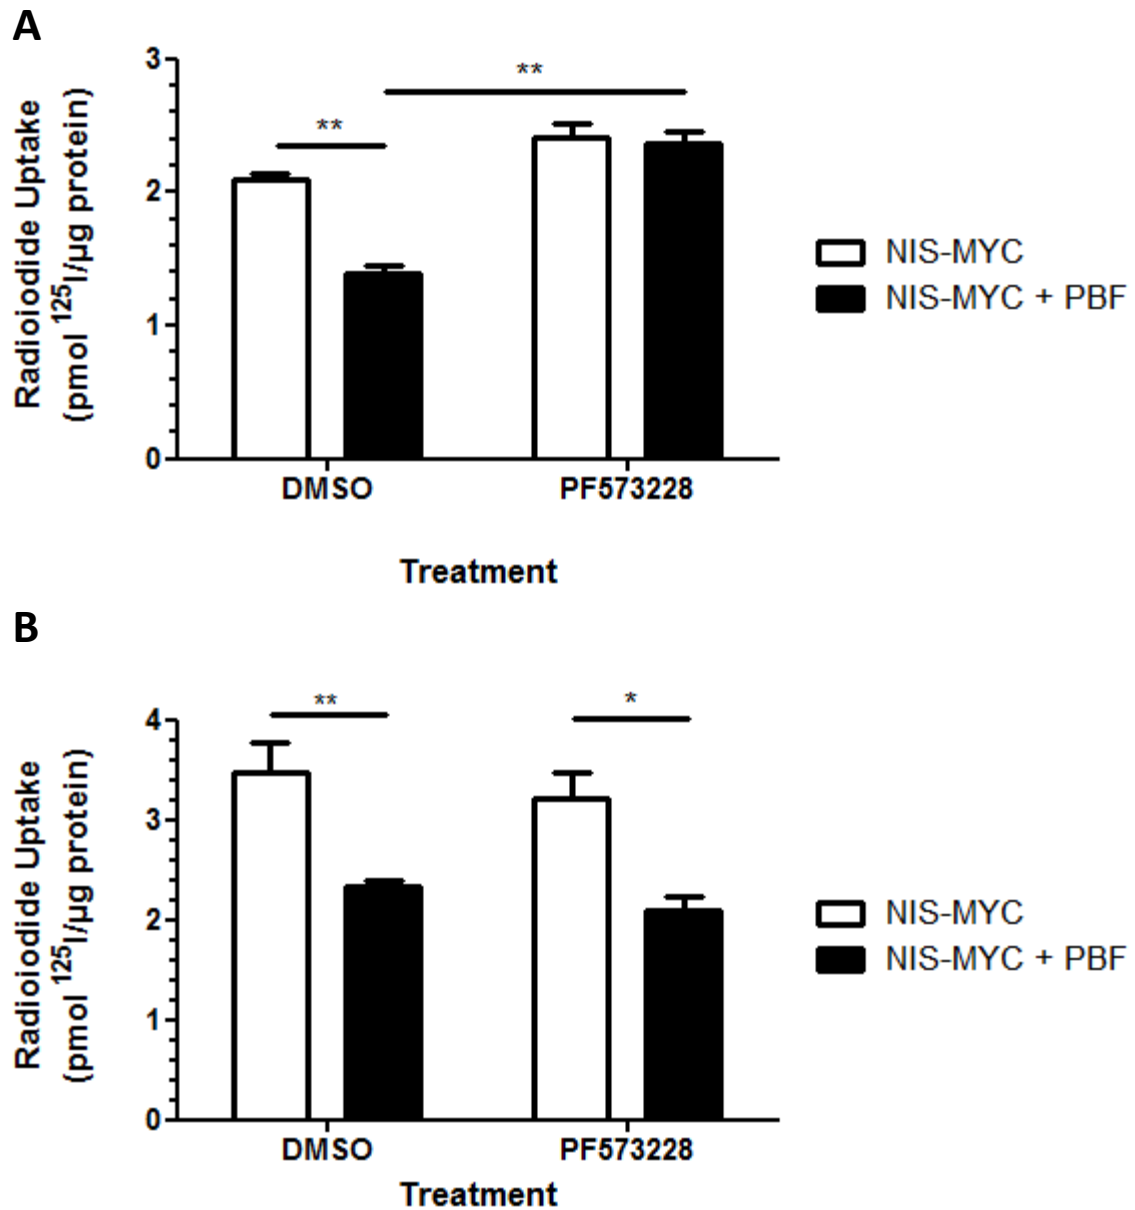 A
3
2
1
0
Radioiodide Uptake
(pmol ¹²⁵I/µg protein)
**
**
NIS-MYC
NIS-MYC + PBF
DMSO
PF573228
Treatment
B
4
3
2
1
0
Radioiodide Uptake
(pmol ¹²⁵I/µg protein)
**
*
NIS-MYC
NIS-MYC + PBF
DMSO
PF573228
Treatment